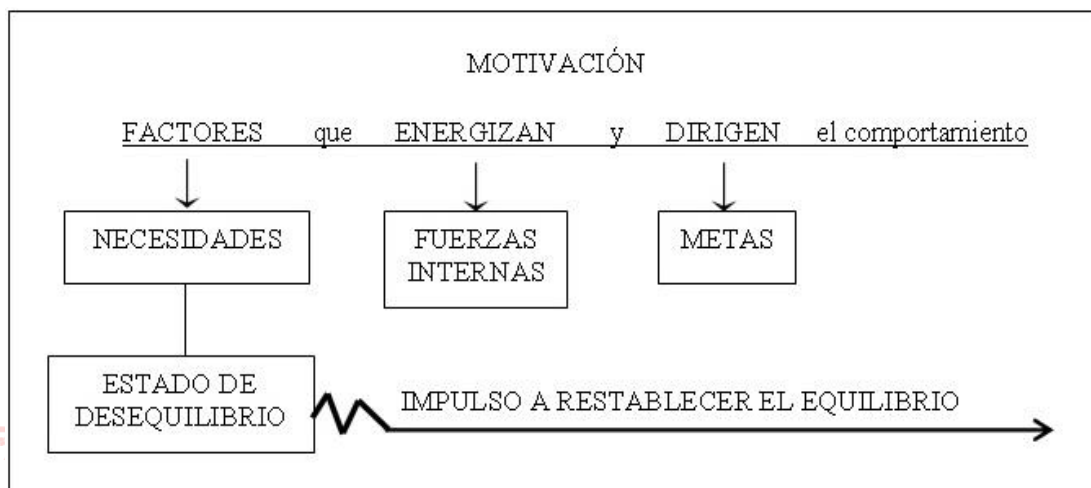 MOTIVACIÓN
FACTORES que ENERGIZAN y DIRIGEN el comportamiento
NECESIDADES
FUERZAS
INTERNAS
METAS
ESTADO DE
DESEQUILIBRIO
IMPULSO A RESTABLECER EL EQUILIBRIO